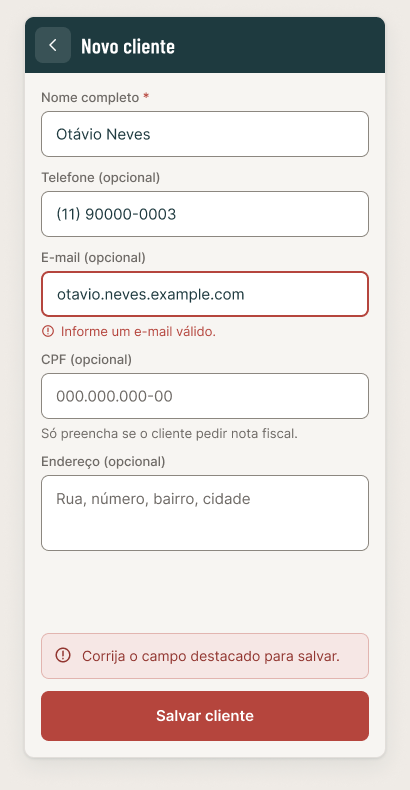 Novo cliente
Nome completo *
Otávio Neves
Telefone (opcional)
(11) 90000-0003
E-mail (opcional)
otavio.neves.example.com
Informe um e-mail válido.
CPF (opcional)
000.000.000-00
Só preencha se o cliente pedir nota fiscal.
Endereço (opcional)
Rua, número, bairro, cidade
Corrija o campo destacado para salvar.
Salvar cliente